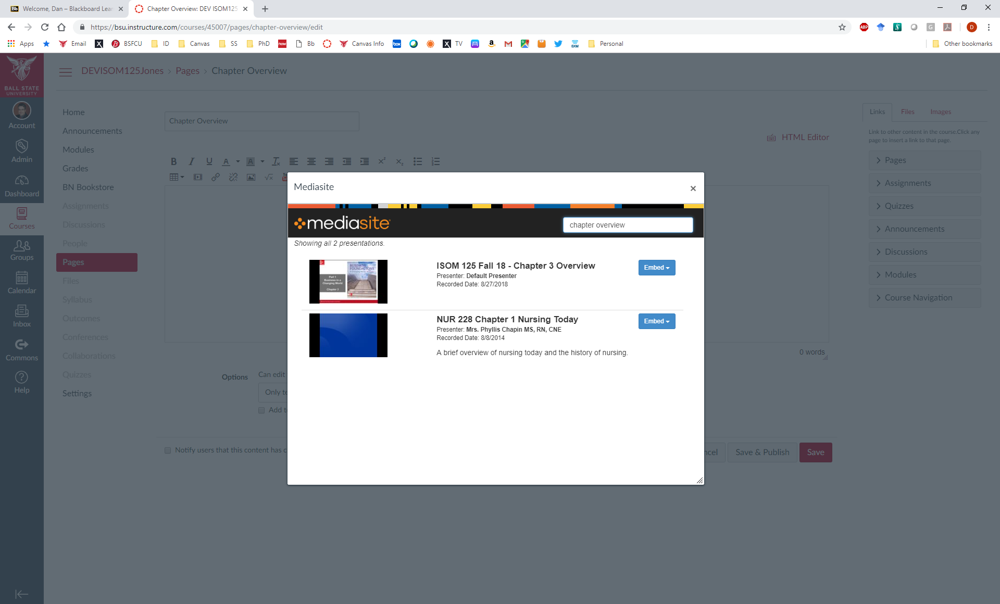 Welcome, Dan – Blackboard Lear
Chapter Overview: DEV ISOM125
https://bsu.instructure.com/courses/45007/pages/chapter-overview/edit
ABP
G
D
Apps
Email
X
BSFCU
ID
Canvas
SS
PhD
now
Bb
Canvas Info
box
X TV
SXM
Personal
Other bookmarks
BALL STATE
UNIVERSITY
DEVISOM125Jones › Pages › Chapter Overview
Account
Admin
Dashboard
Courses
Groups
Calendar
Inbox
Commons
Help
Home
Announcements
Modules
Grades
BN Bookstore
Assignments
Discussions
People
Pages
Files
Syllabus
Outcomes
Conferences
Collaborations
Quizzes
Settings
Chapter Overview
HTML Editor
0 words
Options
Can edit
Only to
Add t
Notify users that this content has c
ncel
Save & Publish
Save
Links
Files
Images
Link to other content in the course.Click any
page to insert a link to that page.
Pages
Assignments
Quizzes
Announcements
Discussions
Modules
Course Navigation
Mediasite
×
mediasite
chapter overview
Showing all 2 presentations.
BUSINESS
FOUNDATIONS
Part 1
Business in a
Changing World
Chapter 3
ISOM 125 Fall 18 - Chapter 3 Overview
Presenter: Default Presenter
Recorded Date: 8/27/2018
Embed
NUR 228 Chapter 1 Nursing Today
Presenter: Mrs. Phyllis Chapin MS, RN, CNE
Recorded Date: 8/8/2014
A brief overview of nursing today and the history of nursing.
Embed